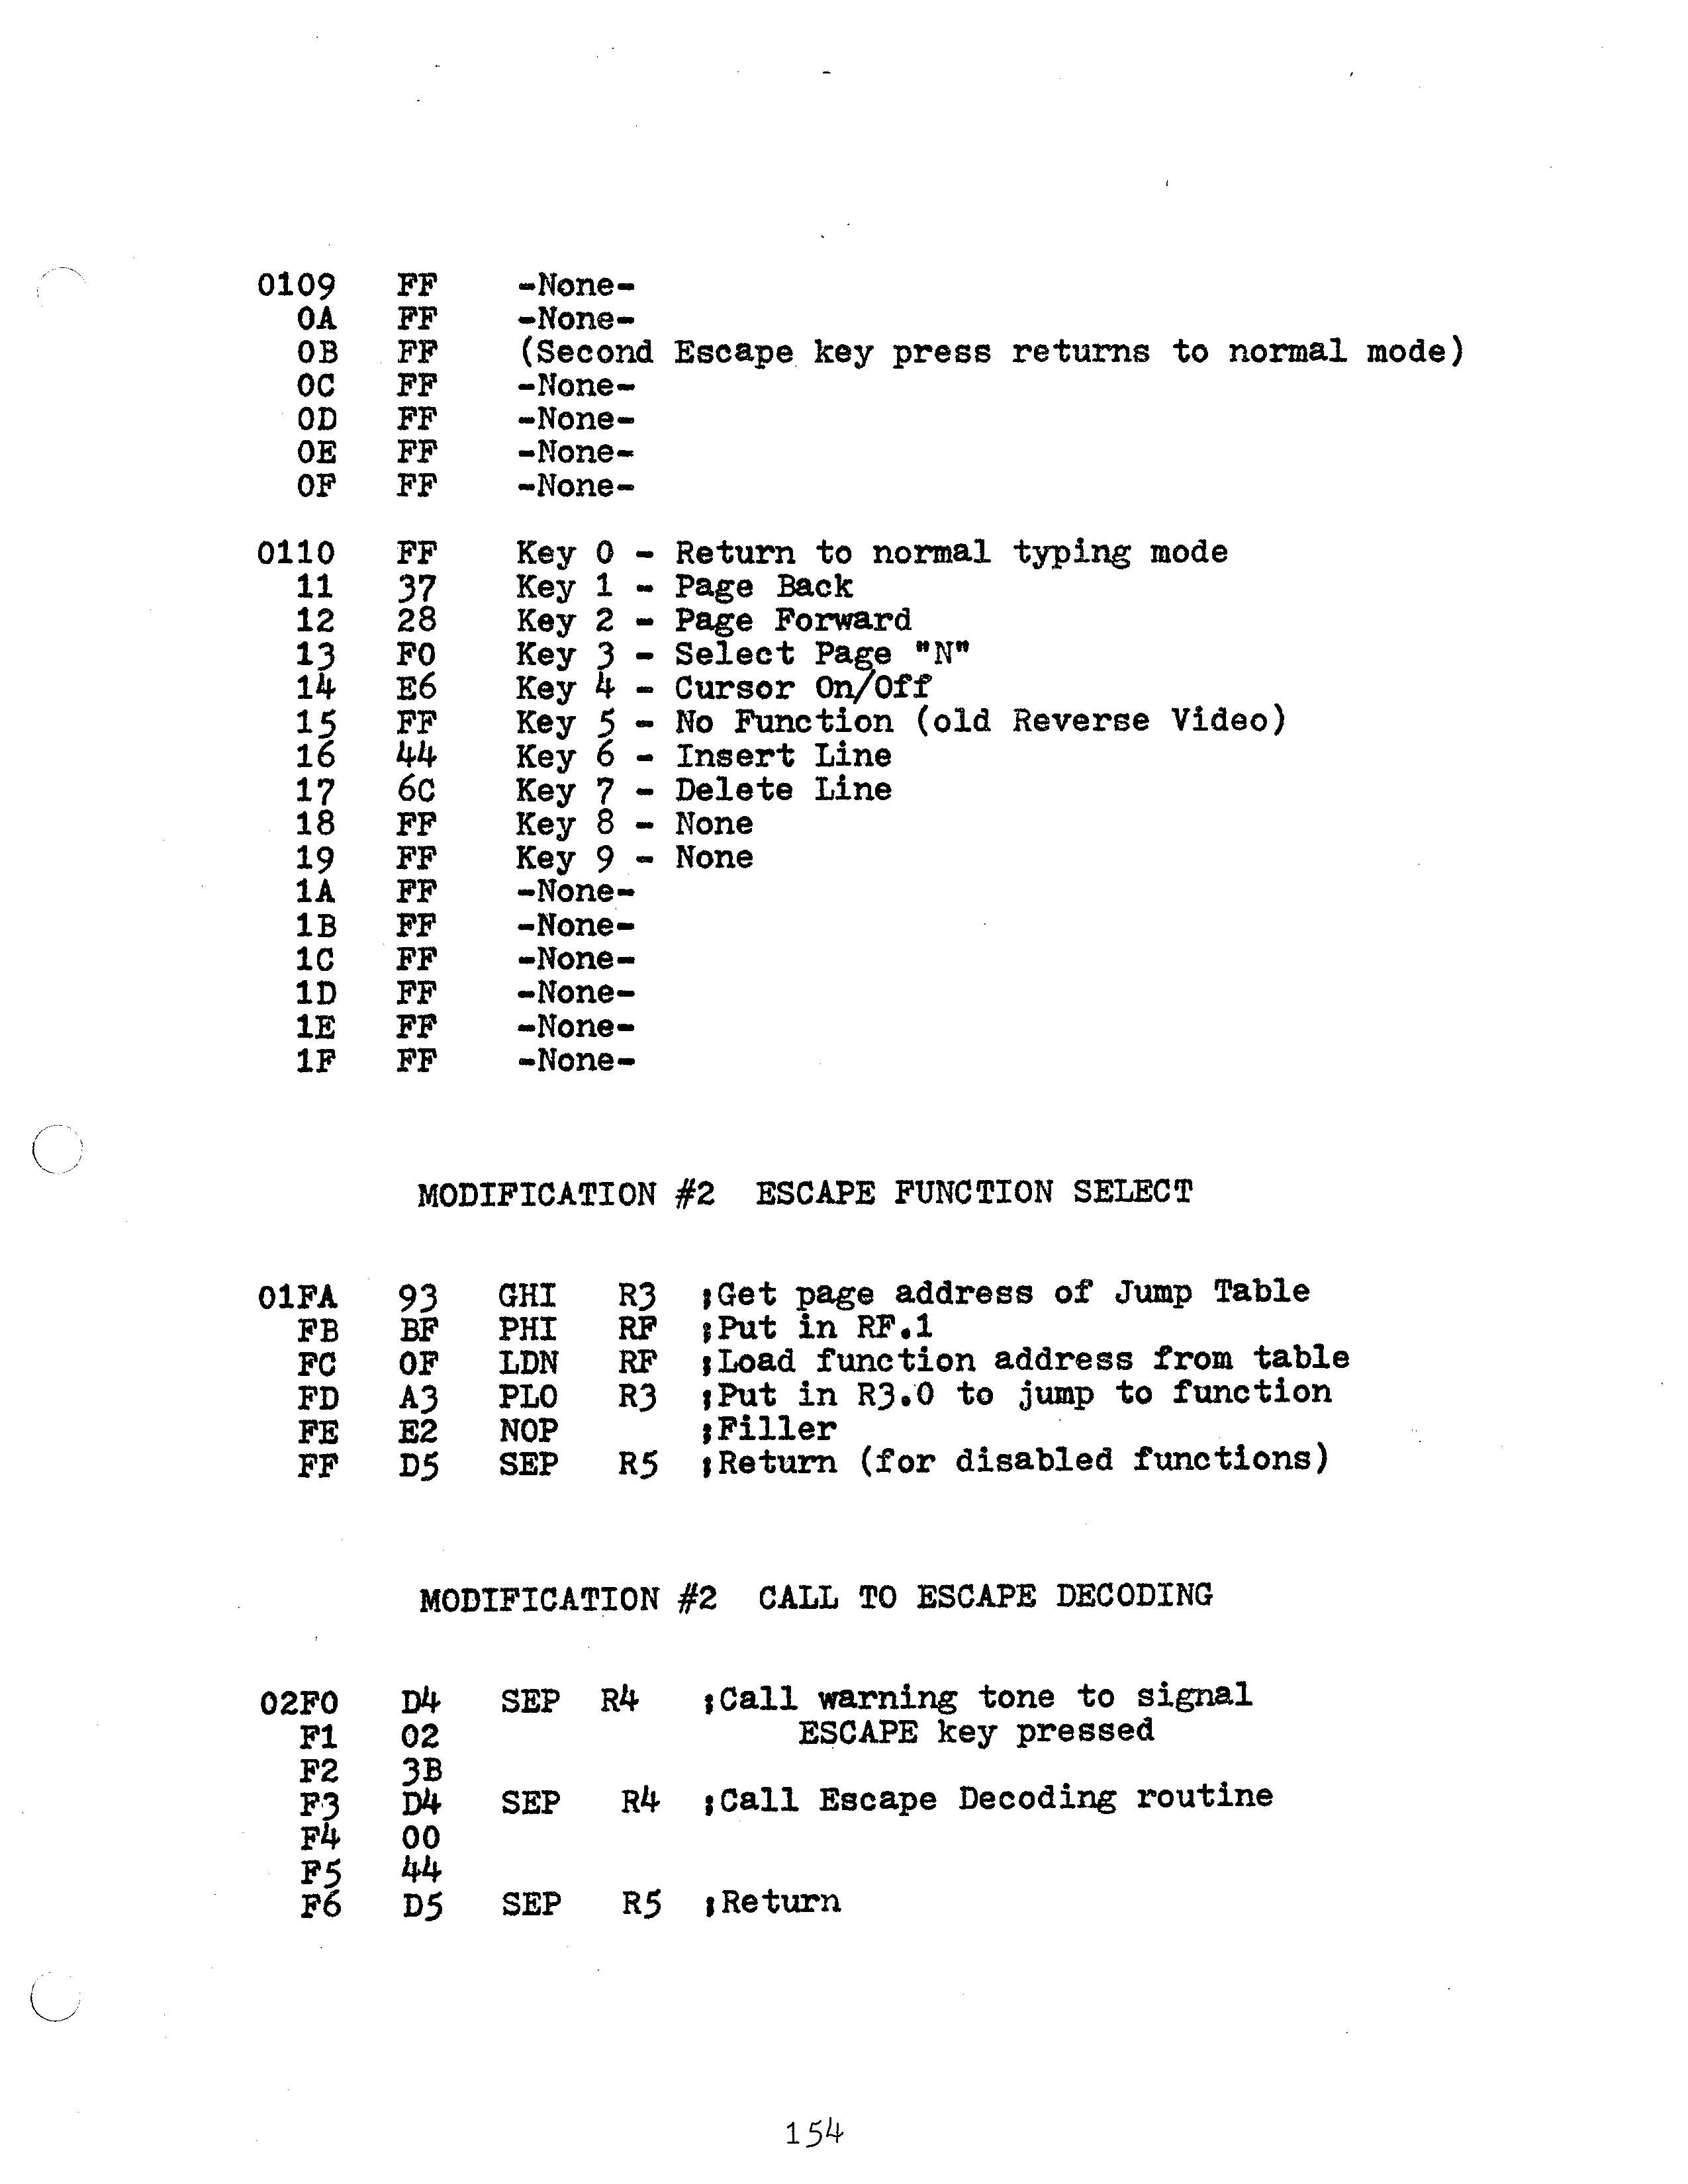 0109 FF -None-
0A FF -None-
0B FF (Second Escape key press returns to normal mode)
0C FF -None-
0D FF -None-
0E FF -None-
0F FF -None-
0110 FF Key 0 - Return to normal typing mode
11 37 Key 1 - Page Back
12 28 Key 2 - Page Forward
13 F0 Key 3 - Select Page "N"
14 E6 Key 4 - Cursor On/Off
15 FF Key 5 - No Function (old Reverse Video)
16 44 Key 6 - Insert Line
17 6C Key 7 - Delete Line
18 FF Key 8 - None
19 FF Key 9 - None
1A FF -None-
1B FF -None-
1C FF -None-
1D FF -None-
1E FF -None-
1F FF -None-
MODIFICATION #2 ESCAPE FUNCTION SELECT
01FA 93 GHI R3 ;Get page address of Jump Table
FB BF PHI RF ;Put in RF.1
FC 0F LDN RF ;Load function address from table
FD A3 PLO R3 ;Put in R3.0 to jump to function
FE E2 NOP ;Filler
FF D5 SEP R5 ;Return (for disabled functions)
MODIFICATION #2 CALL TO ESCAPE DECODING
02F0 D4 SEP R4 ;Call warning tone to signal
F1 02 ESCAPE key pressed
F2 3B
F3 D4 SEP R4 ;Call Escape Decoding routine
F4 00
F5 44
F6 D5 SEP R5 ;Return
154